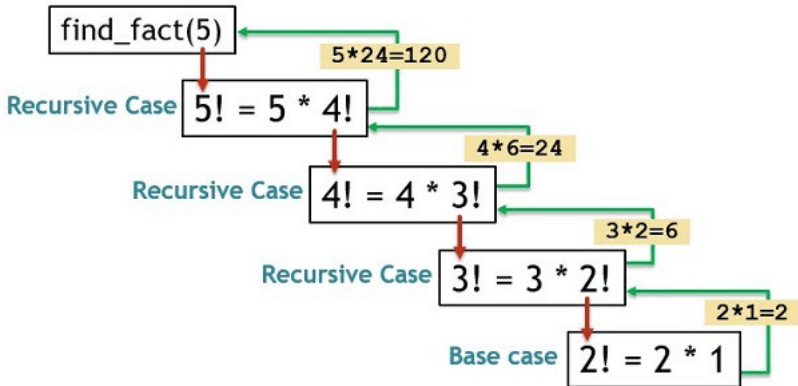 find_fact(5)
5*24=120
Recursive Case
5! = 5 * 4!
4*6=24
Recursive Case
4! = 4 * 3!
3*2=6
Recursive Case
3! = 3 * 2!
2*1=2
Base case
2! = 2 * 1